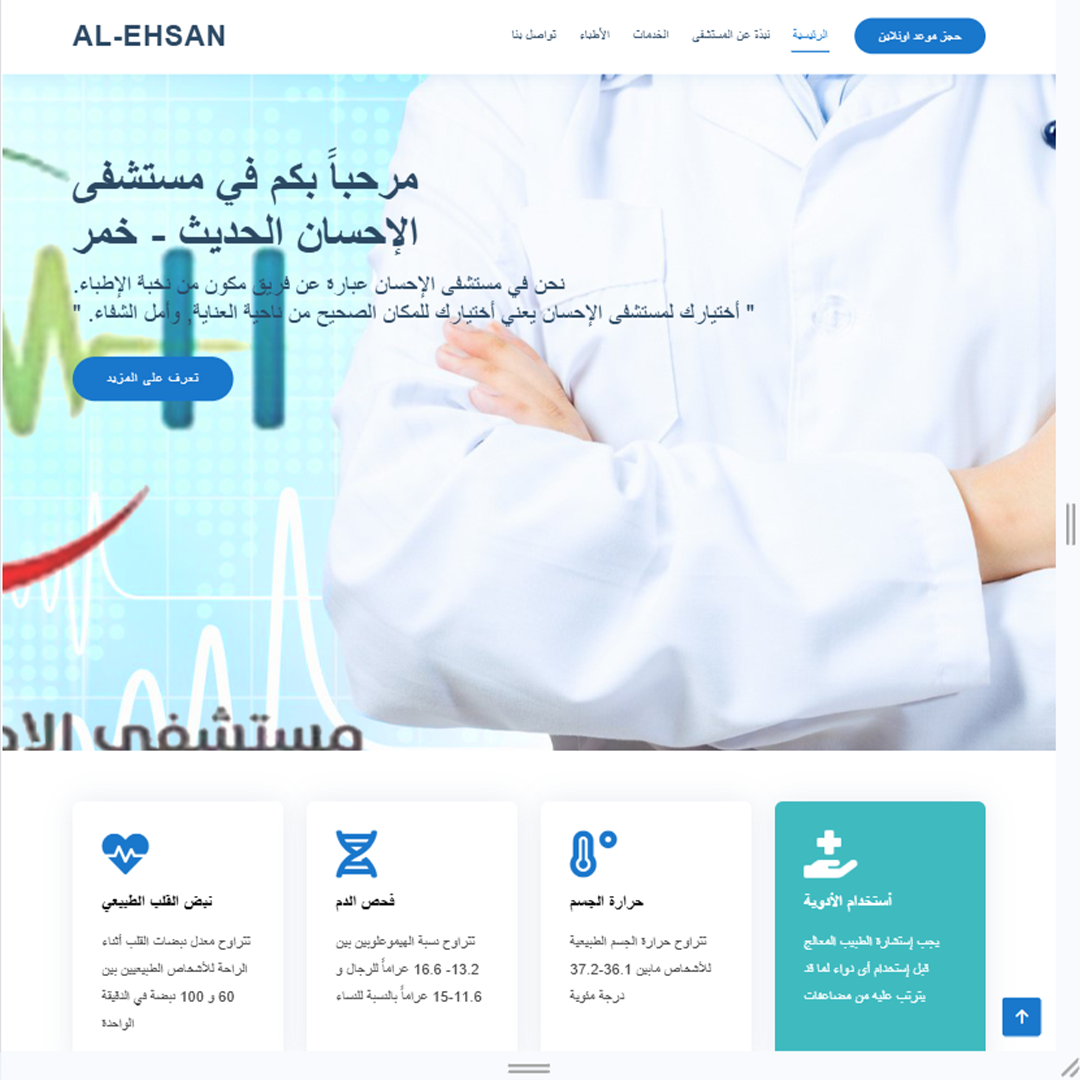 AL-EHSAN
حجز موعد اونلاين
الرئيسية
نبذة عن المستشفى
الخدمات
الأطباء
تواصل بنا
مرحباً بكم في مستشفى
الإحسان الحديث - خمر
نحن في مستشفى الإحسان عبارة عن فريق مكون من نخبة الإطباء.
" أختيارك لمستشفى الإحسان يعني أختيارك للمكان الصحيح من ناحية العناية, وأمل الشفاء. "
تعرف على المزيد
مستشفى الاح
أستخدام الأدوية
يجب إستشارة الطبيب المعالج
قبل إستخدام أى دواء لما قد
يترتب عليه من مضاعفات
حرارة الجسم
تتراوح حرارة الجسم الطبيعية
للأشخاص مابين 36.1-37.2
درجة مئوية
فحص الدم
تتراوح نسبة الهيموغلوبين بين
13.2- 16.6 غراماً للرجال و
11.6-15 غراماً بالنسبة للنساء
نبض القلب الطبيعي
تتراوح معدل نبضات القلب أثناء
الراحة للأشخاص الطبيعيين بين
60 و 100 نبضة في الدقيقة
الواحدة